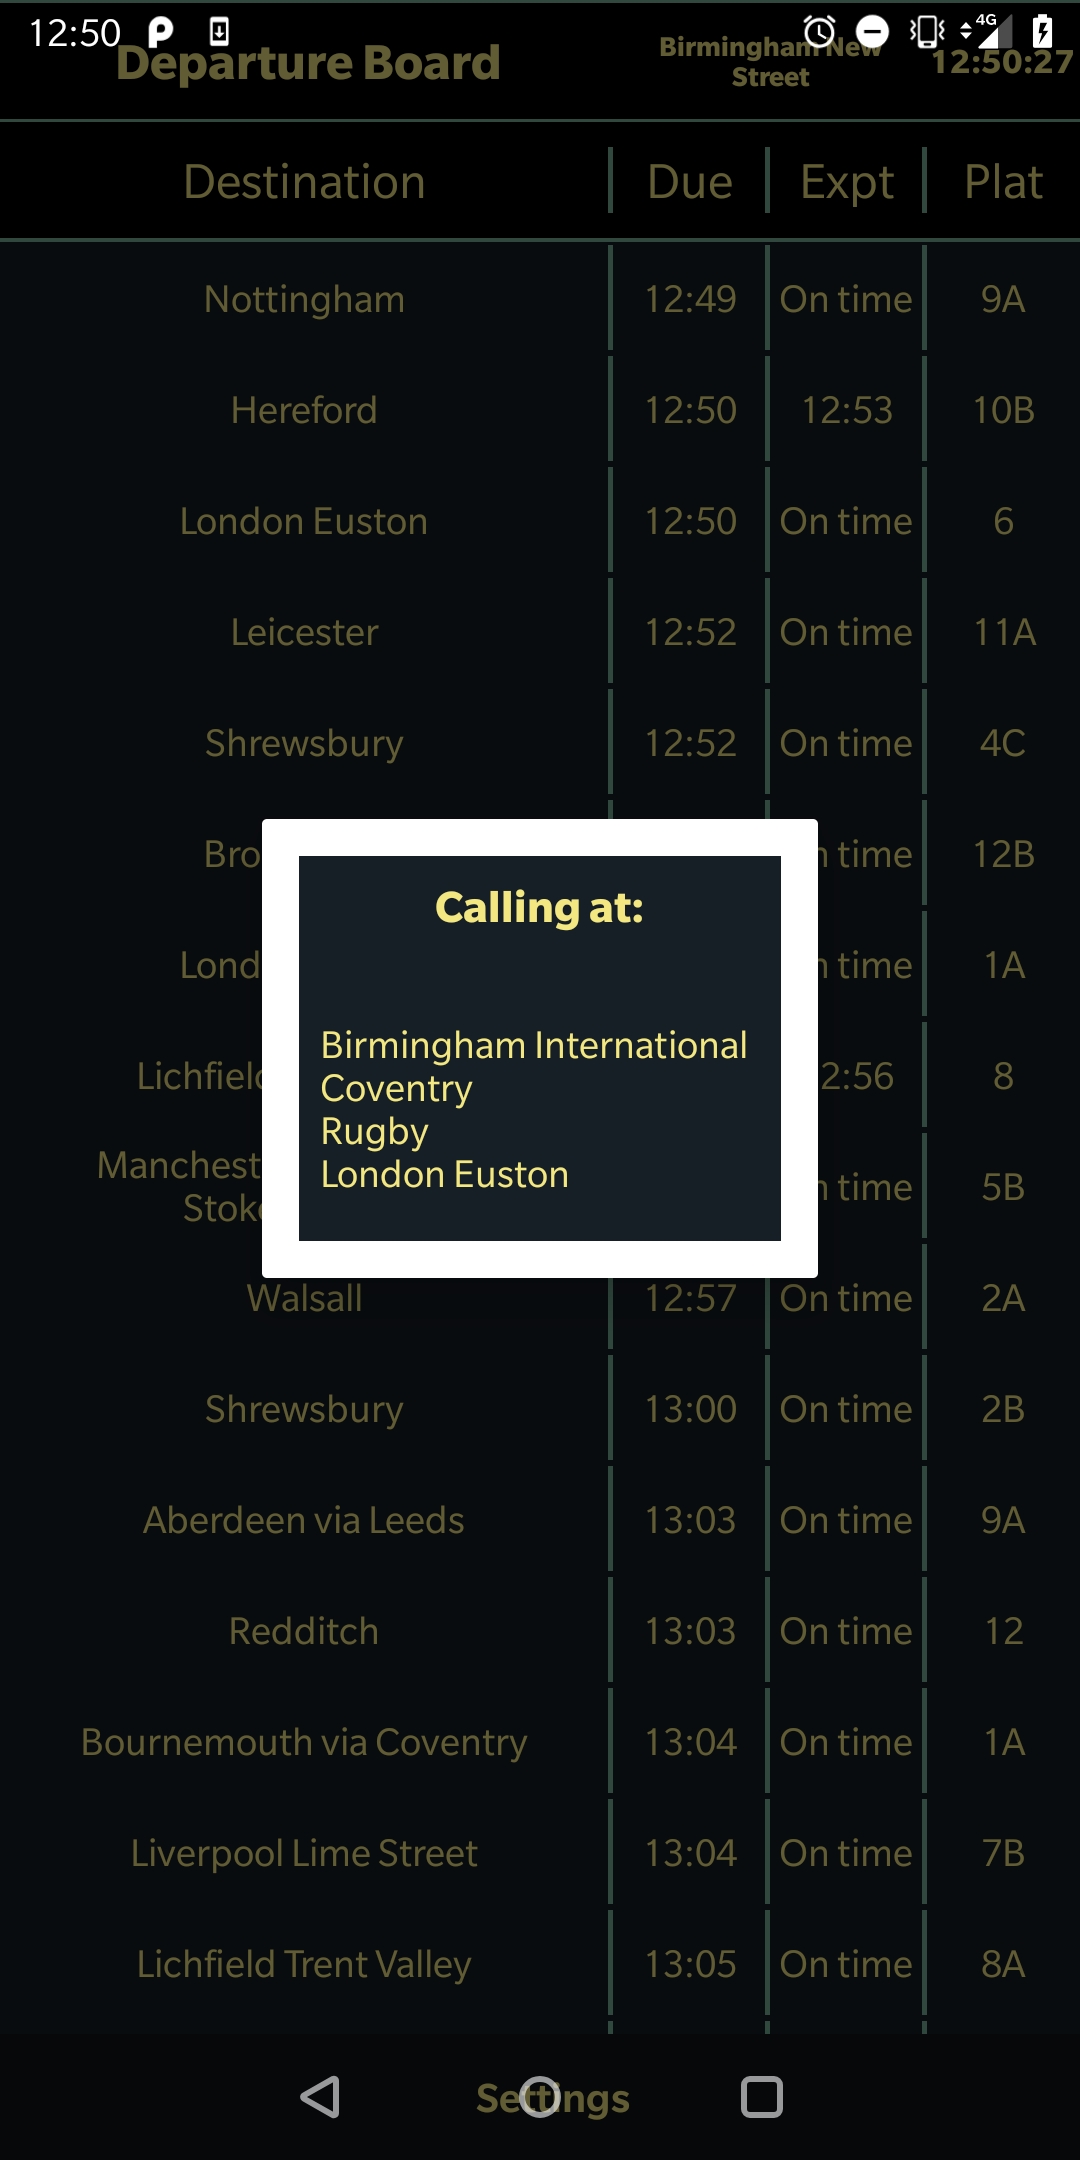 12:50
4G
Departure Board
Birmingham New
Street
12:50:27
Destination Due Expt Plat
Nottingham 12:49 On time 9A
Hereford 12:50 12:53 10B
London Euston 12:50 On time 6
Leicester 12:52 On time 11A
Shrewsbury 12:52 On time 4C
Bro time 12B
Lond time 1A
Lichfield 2:56 8
Manchest
Stoke time 5B
Calling at:
Birmingham International
Coventry
Rugby
London Euston
Walsall 12:57 On time 2A
Shrewsbury 13:00 On time 2B
Aberdeen via Leeds 13:03 On time 9A
Redditch 13:03 On time 12
Bournemouth via Coventry 13:04 On time 1A
Liverpool Lime Street 13:04 On time 7B
Lichfield Trent Valley 13:05 On time 8A
Settings